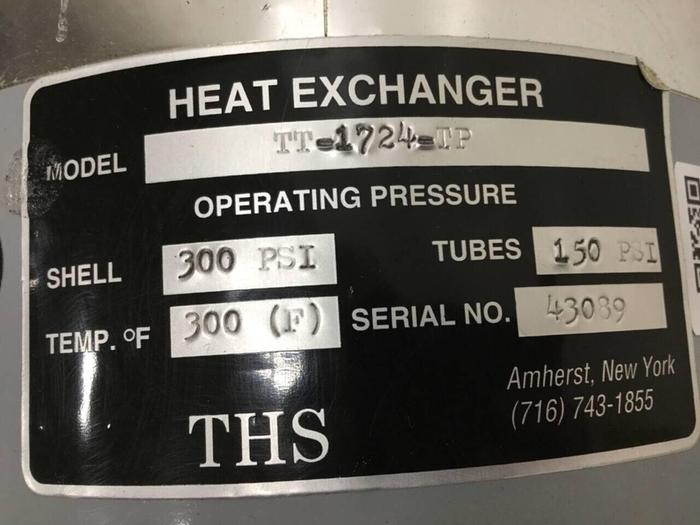 HEAT EXCHANGER
MODEL TT-1724-TP
OPERATING PRESSURE
SHELL 300 PSI TUBES 150 PSI
TEMP. °F 300 (F) SERIAL NO. 43089
Amherst, New York
(716) 743-1855
THS